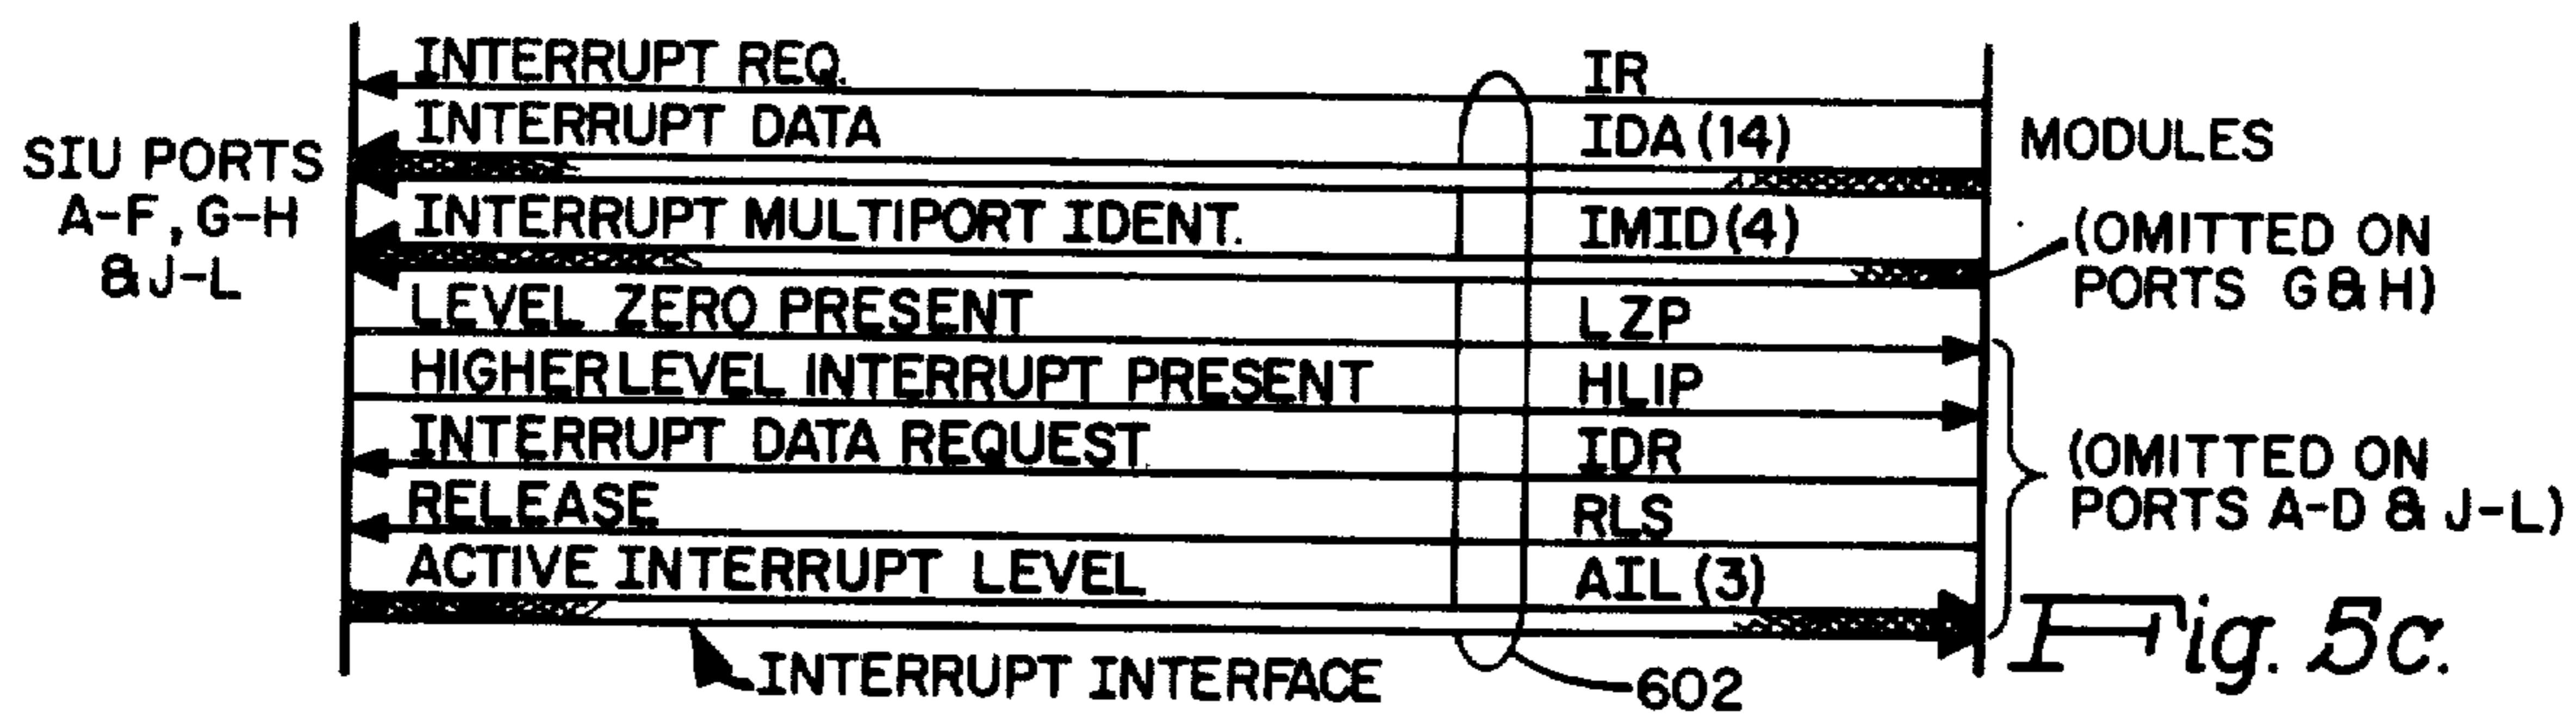 INTERRUPT REQ.
IR
INTERRUPT DATA
IDA (14)
MODULES
SIU PORTS
A-F, G-H
& J-L
INTERRUPT MULTIPORT IDENT.
IMID (4)
(OMITTED ON
PORTS G & H)
LEVEL ZERO PRESENT
LZP
HIGHER LEVEL INTERRUPT PRESENT
HLIP
INTERRUPT DATA REQUEST
IDR
(OMITTED ON
PORTS A-D & J-L)
RELEASE
RLS
ACTIVE INTERRUPT LEVEL
AIL (3)
INTERRUPT INTERFACE
602
Fig. 5c.